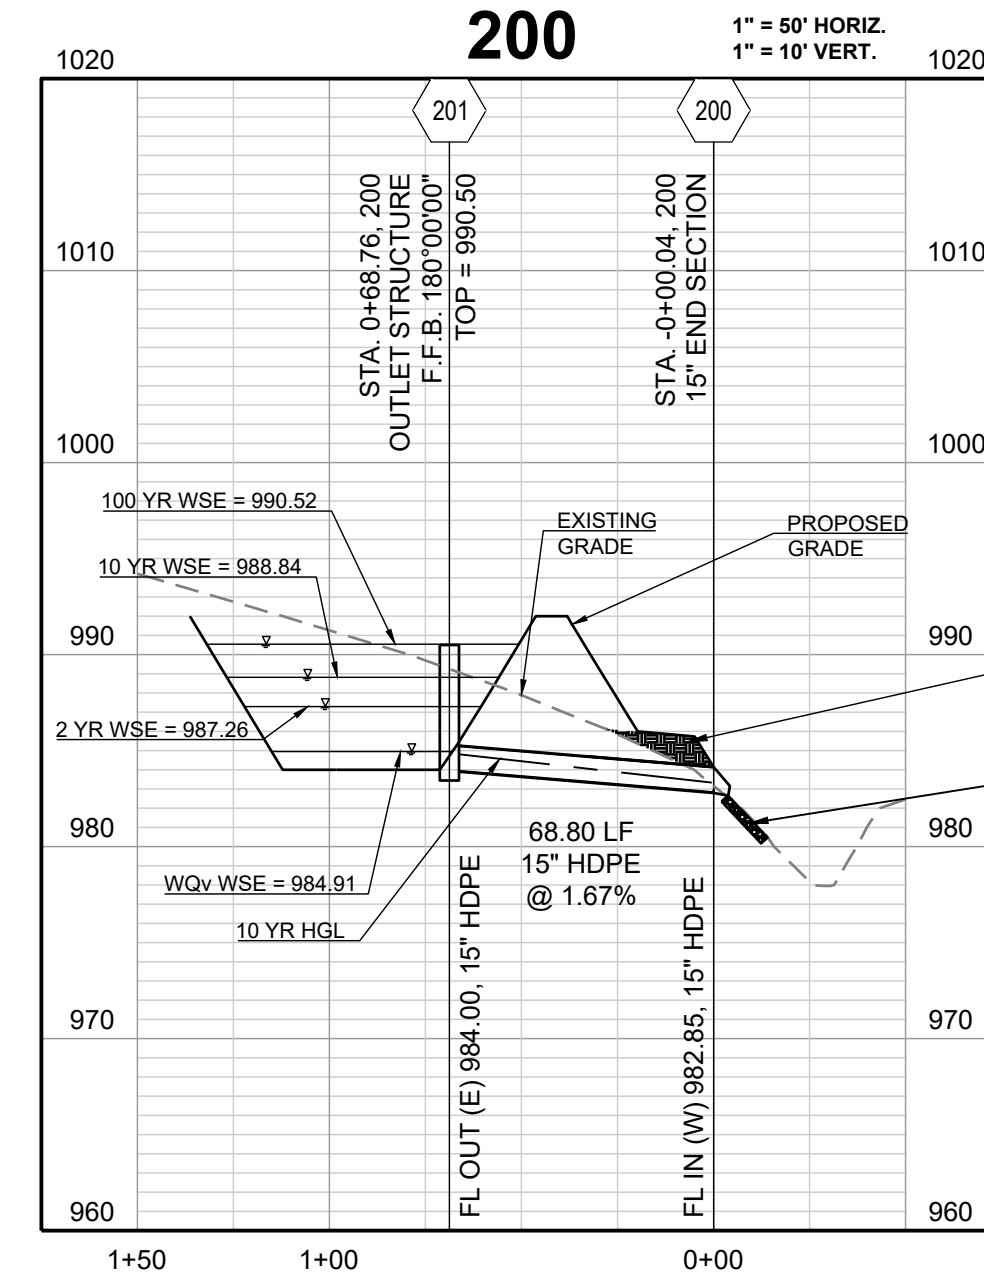 200
1" = 50' HORIZ.
1" = 10' VERT.
1020
1020
201
200
STA. 0+68.76, 200
OUTLET STRUCTURE
F.F.B. 180°00'00"
TOP = 990.50
STA. -0+00.04, 200
15" END SECTION
1010
1010
1000
1000
100 YR WSE = 990.52
EXISTING
GRADE
PROPOSED
GRADE
10 YR WSE = 988.84
990
990
2 YR WSE = 987.26
980
980
68.80 LF
15" HDPE
@ 1.67%
WQv WSE = 984.91
10 YR HGL
FL OUT (E) 984.00, 15" HDPE
FL IN (W) 982.85, 15" HDPE
970
970
960
960
1+50
1+00
0+00